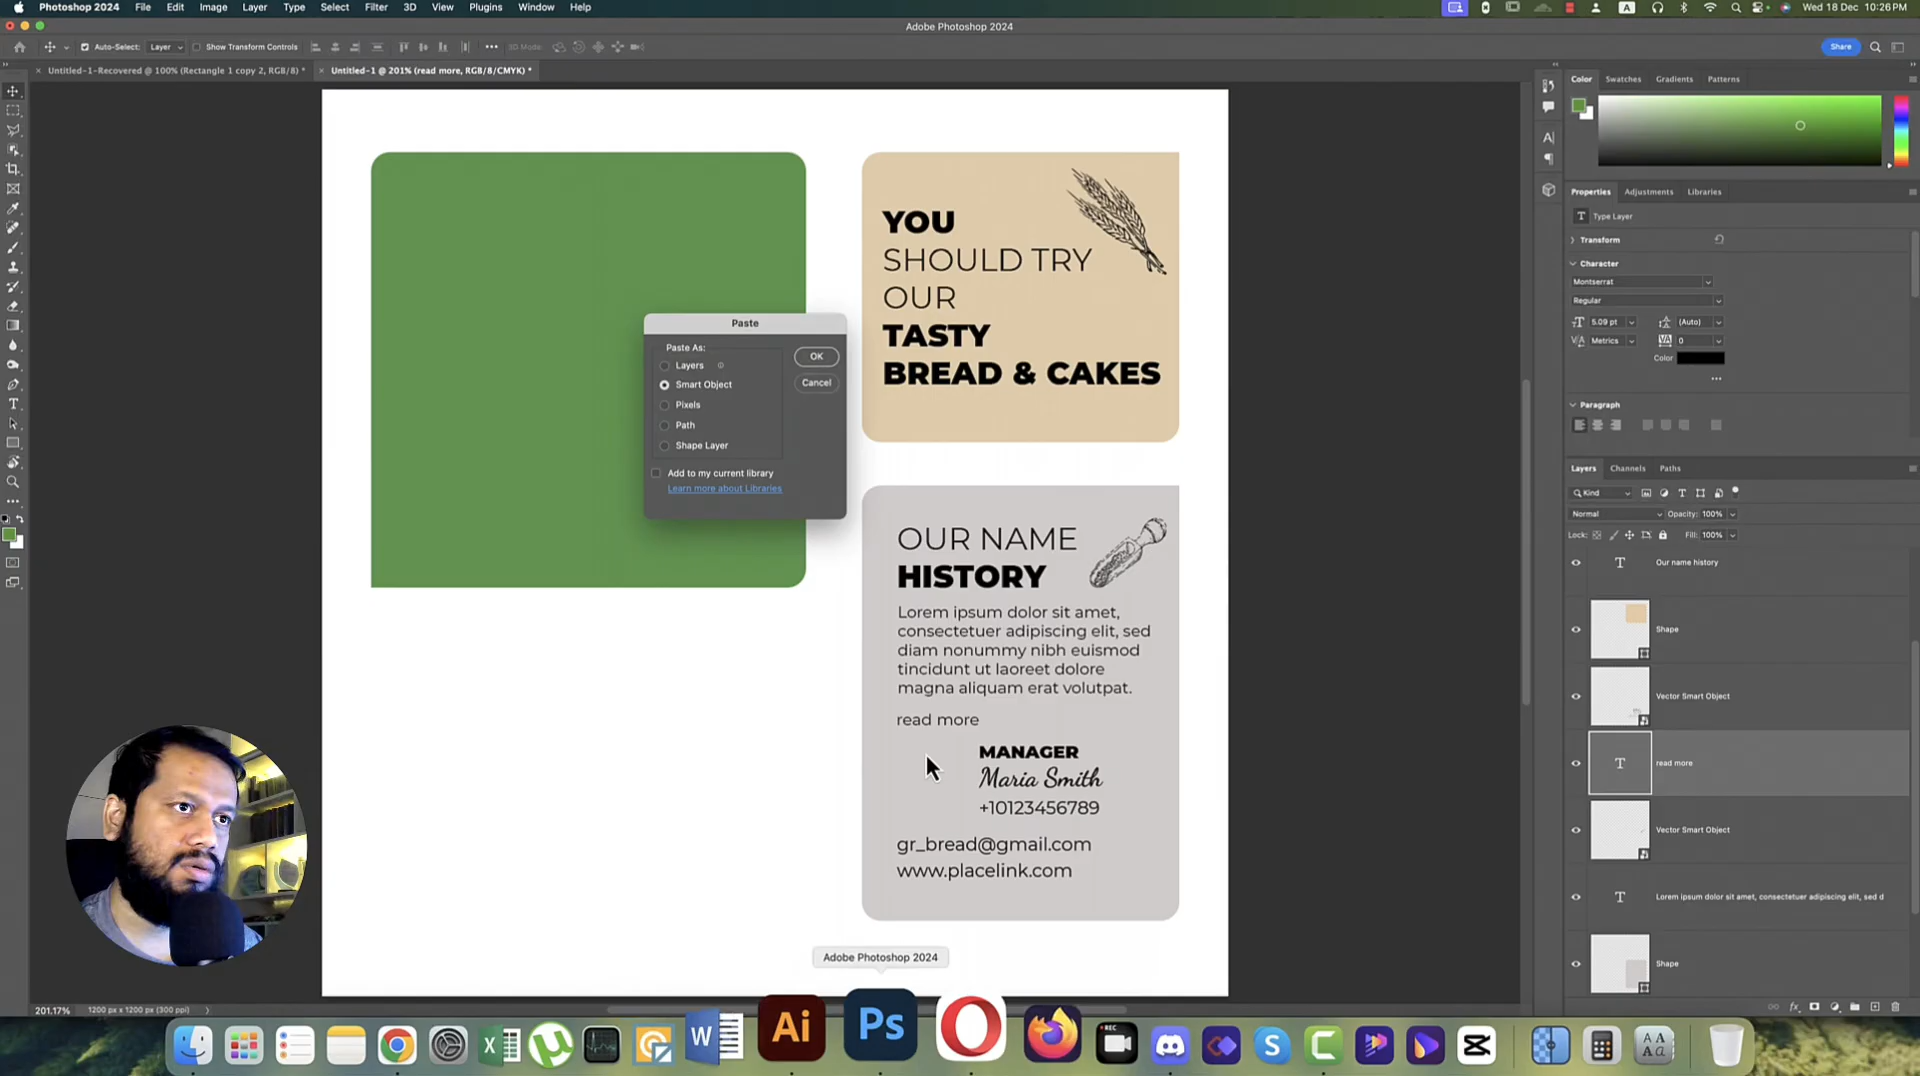 Photoshop 2024 File Edit Image Layer Type Select Filter 3D View Plugins Window Help
A Wed 18 Dec 10:26 PM
Adobe Photoshop 2024
Auto-Select: Layer Show Transform Controls 3D Mode: Share
Untitled-1-Recovered @ 100% (Rectangle 1 copy 2, RGB/8) *
Untitled-1 @ 201% (read more, RGB/8/CMYK) *
YOU
SHOULD TRY
OUR
TASTY
BREAD & CAKES
Paste
Paste As:
Layers
Smart Object
Pixels
Path
Shape Layer
OK
Cancel
Add to my current library
Learn more about Libraries
OUR NAME
HISTORY
Lorem ipsum dolor sit amet,
consectetuer adipiscing elit, sed
diam nonummy nibh euismod
tincidunt ut laoreet dolore
magna aliquam erat volutpat.
read more
MANAGER
Maria Smith
+10123456789
gr_bread@gmail.com
www.placelink.com
Color Swatches Gradients Patterns
Properties Adjustments Libraries
T Type Layer
Transform
Character
Montserrat
Regular
5.09 pt (Auto)
Metrics 0
Color
Paragraph
Layers Channels Paths
Kind
Normal Opacity: 100%
Lock: Fill: 100%
T Our name history
Shape
Vector Smart Object
T read more
Vector Smart Object
T Lorem ipsum dolor sit amet, consectetuer adipiscing elit, sed d
Shape
201.17% 1200 px x 1200 px (300 ppi)
Adobe Photoshop 2024
Ai
Ps
REC